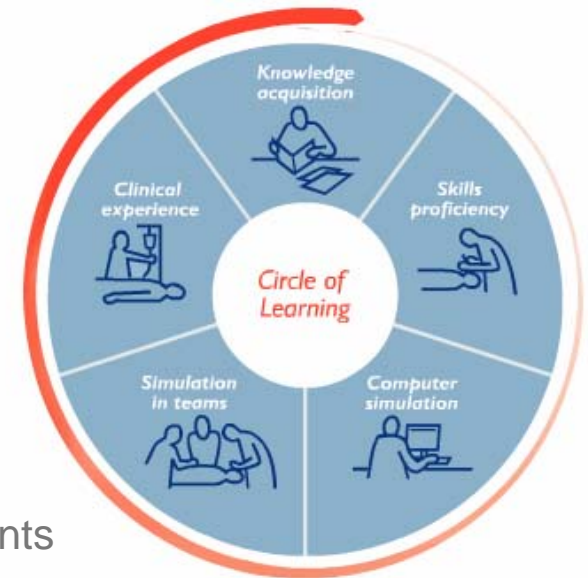 Knowledge
acquisition
Skills
proficiency
Computer
simulation
Simulation
in teams
Clinical
experience
Circle of
Learning
nts